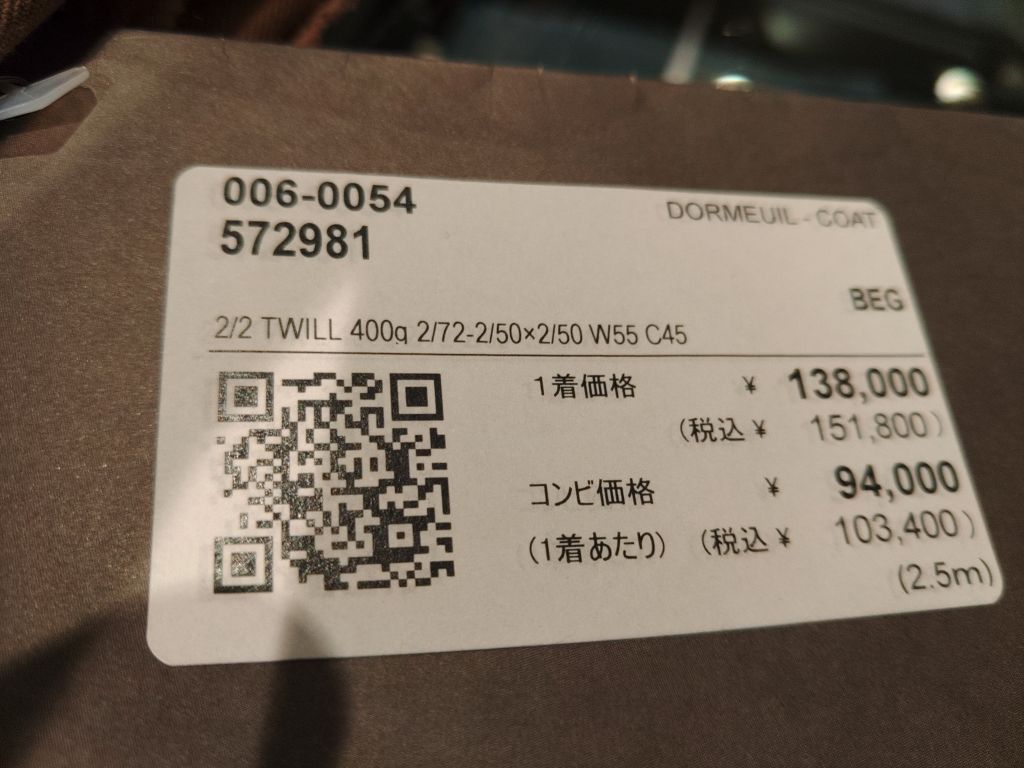 006-0054
DORMEUIL - COAT
572981
BEG
2/2 TWILL 400g 2/72-2/50×2/50 W55 C45
1着価格 ¥ 138,000
(税込 ¥ 151,800)
コンビ価格 ¥ 94,000
(1着あたり) (税込 ¥ 103,400)
(2.5m)